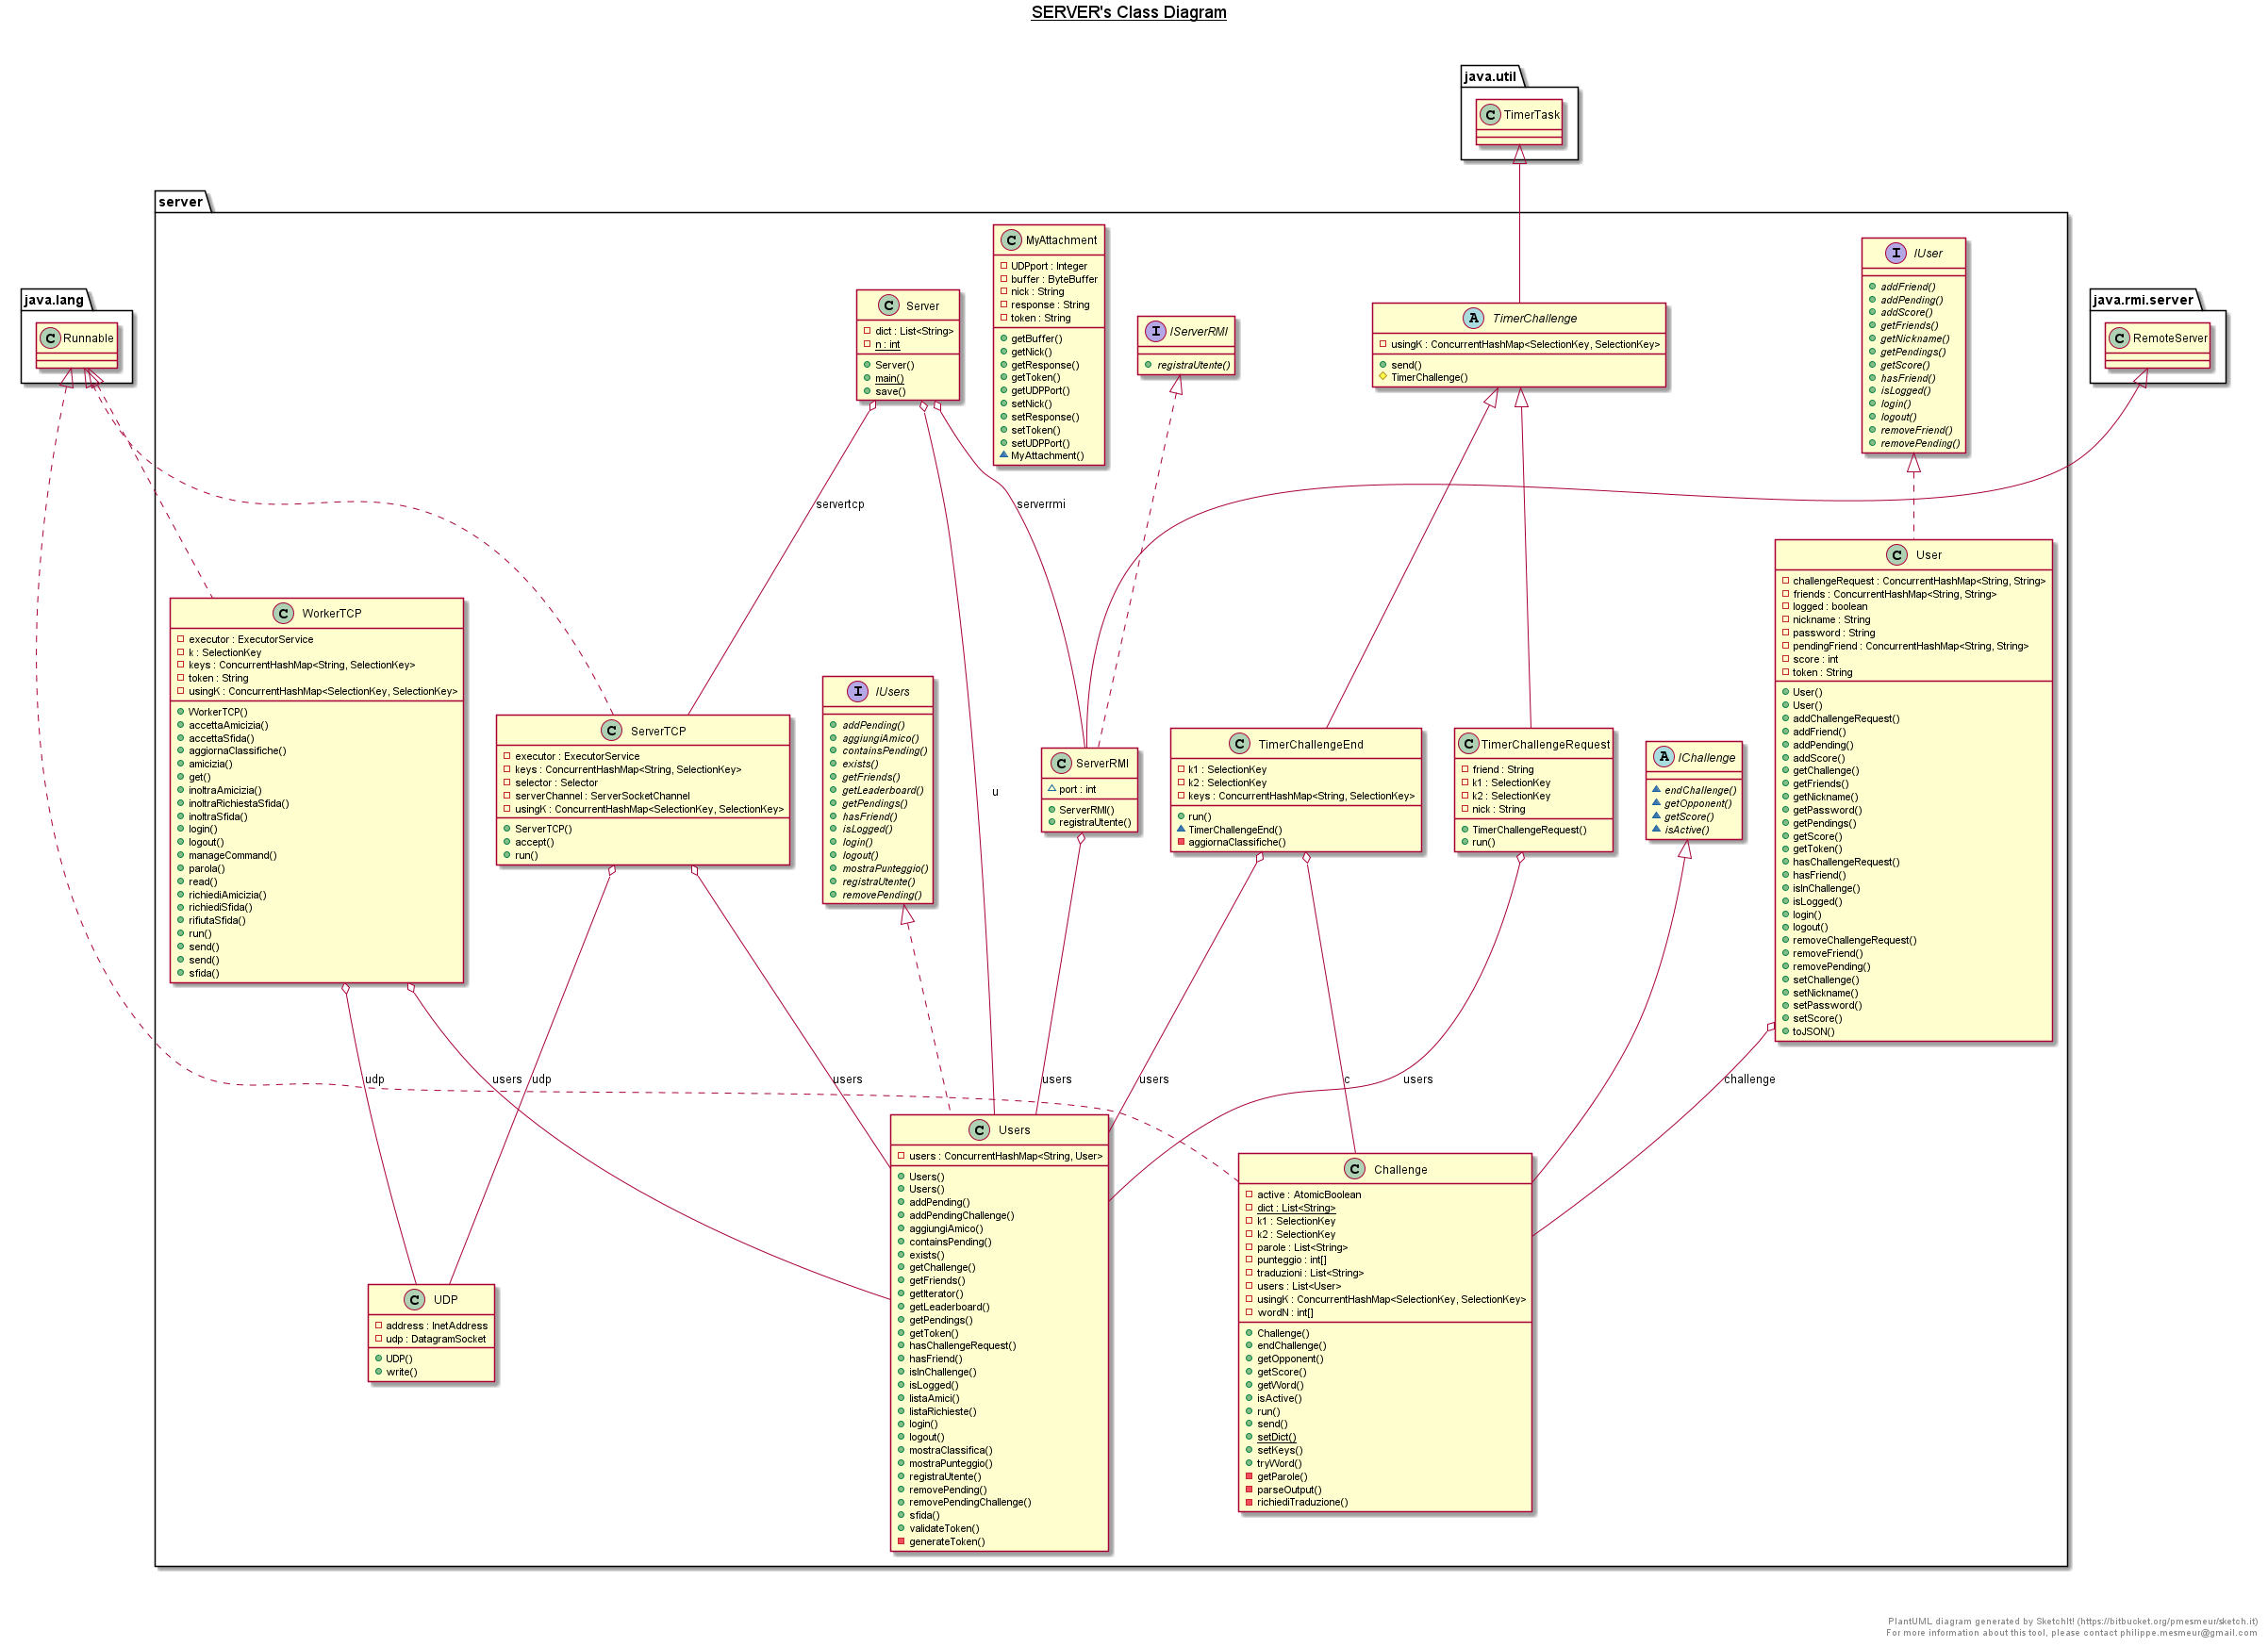 SERVER's Class Diagram
java.util
C TimerTask
server
C MyAttachment
UDPport : Integer
buffer : ByteBuffer
nick : String
response : String
token : String
getBuffer()
getNick()
getResponse()
getToken()
getUDPPort()
setNick()
setResponse()
setToken()
setUDPPort()
MyAttachment()
I IUser
addFriend()
addPending()
addScore()
getFriends()
getNickname()
getPendings()
getScore()
hasFriend()
isLogged()
login()
logout()
removeFriend()
removePending()
java.lang
C Runnable
C Server
dict : List<String>
n : int
Server()
main()
save()
I IServerRMI
registraUtente()
A TimerChallenge
usingK : ConcurrentHashMap<SelectionKey, SelectionKey>
send()
TimerChallenge()
java.rmi.server
C RemoteServer
servertcp
serverrmi
C User
challengeRequest : ConcurrentHashMap<String, String>
friends : ConcurrentHashMap<String, String>
logged : boolean
nickname : String
password : String
pendingFriend : ConcurrentHashMap<String, String>
score : int
token : String
User()
User()
addChallengeRequest()
addFriend()
addPending()
addScore()
getChallenge()
getFriends()
getNickname()
getPassword()
getPendings()
getScore()
getToken()
hasChallengeRequest()
hasFriend()
isInChallenge()
isLogged()
login()
logout()
removeChallengeRequest()
removeFriend()
removePending()
setChallenge()
setNickname()
setPassword()
setScore()
toJSON()
C WorkerTCP
executor : ExecutorService
k : SelectionKey
keys : ConcurrentHashMap<String, SelectionKey>
token : String
usingK : ConcurrentHashMap<SelectionKey, SelectionKey>
WorkerTCP()
accettaAmicizia()
accettaSfida()
aggiornaClassifiche()
amicizia()
get()
inoltraAmicizia()
inoltraRichiestaSfida()
inoltraSfida()
login()
logout()
manageCommand()
parola()
read()
richiediAmicizia()
richiediSfida()
rifiutaSfida()
run()
send()
send()
sfida()
C ServerTCP
executor : ExecutorService
keys : ConcurrentHashMap<String, SelectionKey>
selector : Selector
serverChannel : ServerSocketChannel
usingK : ConcurrentHashMap<SelectionKey, SelectionKey>
ServerTCP()
accept()
run()
I IUsers
addPending()
aggiungiAmico()
containsPending()
exists()
getFriends()
getLeaderboard()
getPendings()
hasFriend()
isLogged()
login()
logout()
mostraPunteggio()
registraUtente()
removePending()
u
C ServerRMI
port : int
ServerRMI()
registraUtente()
C TimerChallengeEnd
k1 : SelectionKey
k2 : SelectionKey
keys : ConcurrentHashMap<String, SelectionKey>
run()
TimerChallengeEnd()
aggiornaClassifiche()
C TimerChallengeRequest
friend : String
k1 : SelectionKey
k2 : SelectionKey
nick : String
TimerChallengeRequest()
run()
A IChallenge
endChallenge()
getOpponent()
getScore()
isActive()
udp
users
udp
users
users
users
c
users
challenge
C Users
users : ConcurrentHashMap<String, User>
Users()
Users()
addPending()
addPendingChallenge()
aggiungiAmico()
containsPending()
exists()
getChallenge()
getFriends()
getIterator()
getLeaderboard()
getPendings()
getToken()
hasChallengeRequest()
hasFriend()
isInChallenge()
isLogged()
listaAmici()
listaRichieste()
login()
logout()
mostraClassifica()
mostraPunteggio()
registraUtente()
removePending()
removePendingChallenge()
sfida()
validateToken()
generateToken()
C Challenge
active : AtomicBoolean
dict : List<String>
k1 : SelectionKey
k2 : SelectionKey
parole : List<String>
punteggio : int[]
traduzioni : List<String>
users : List<User>
usingK : ConcurrentHashMap<SelectionKey, SelectionKey>
wordN : int[]
Challenge()
endChallenge()
getOpponent()
getScore()
getWord()
isActive()
run()
send()
setDict()
setKeys()
tryWord()
getParole()
parseOutput()
richiediTraduzione()
C UDP
address : InetAddress
udp : DatagramSocket
UDP()
write()
PlantUML diagram generated by SketchIt! (https://bitbucket.org/pmesmeur/sketch.it)
For more information about this tool, please contact philippe.mesmeur@gmail.com